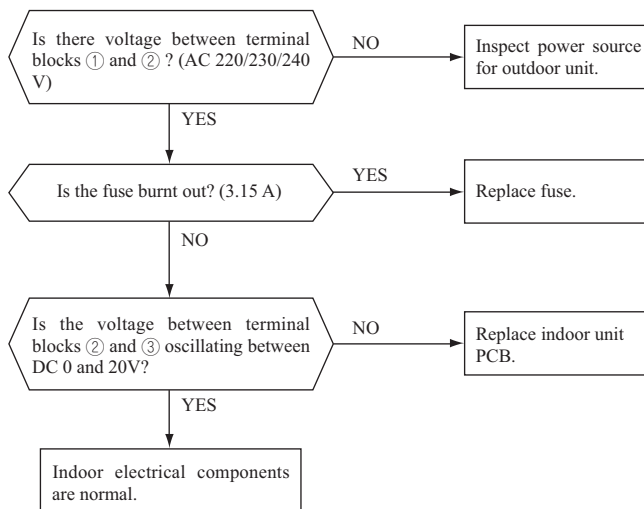 Is there voltage between terminal
blocks ① and ② ? (AC 220/230/240
V)
NO
Inspect power source
for outdoor unit.
YES
Is the fuse burnt out? (3.15 A)
YES
Replace fuse.
NO
Is the voltage between terminal
blocks ② and ③ oscillating between
DC 0 and 20V?
NO
Replace indoor unit
PCB.
YES
Indoor electrical components
are normal.